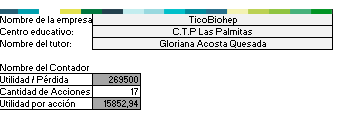 Nombre de la empresa TicoBiohep
Centro educativo: C.T.P Las Palmitas
Nombre del tutor: Gloriana Acosta Quesada
Nombre del Contador
Utilidad / Pérdida 269500
Cantidad de Acciones 17
Utilidad por acción 15852,94